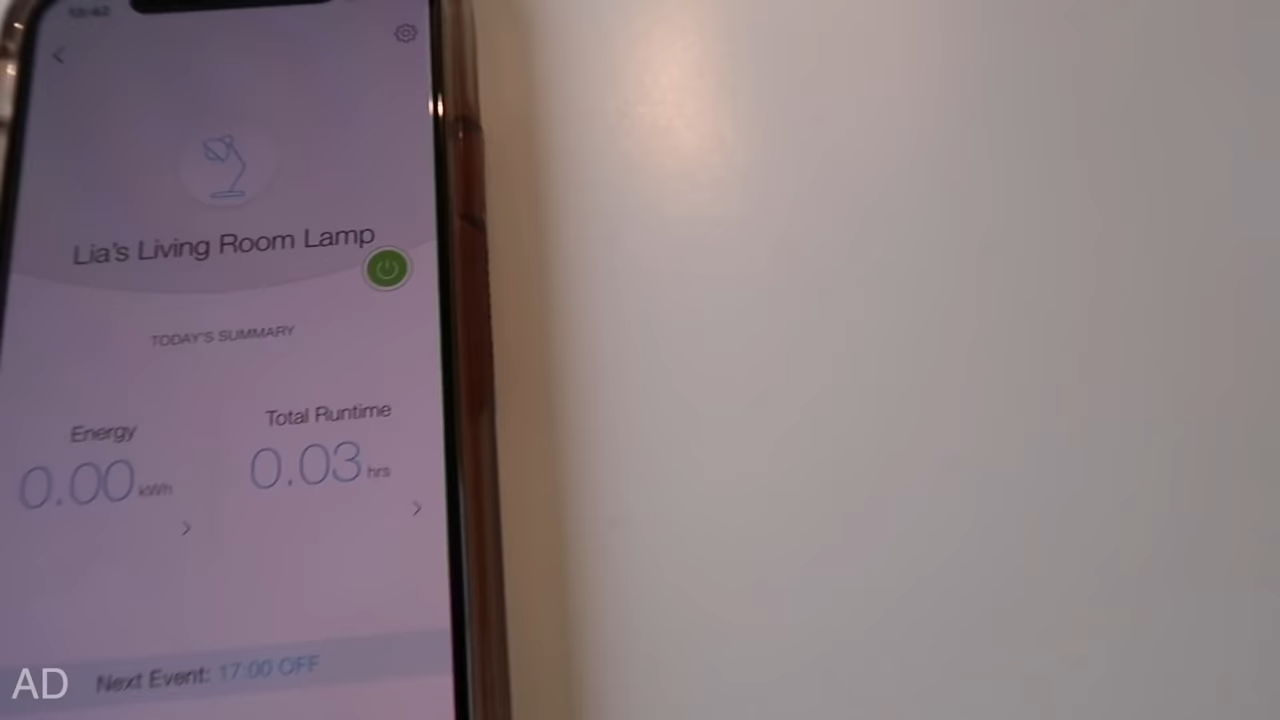 Lia's Living Room Lamp
TODAY'S SUMMARY
Energy
Total Runtime
0.00 kWh
0.03 hrs
Next Event: 17:00 OFF
AD